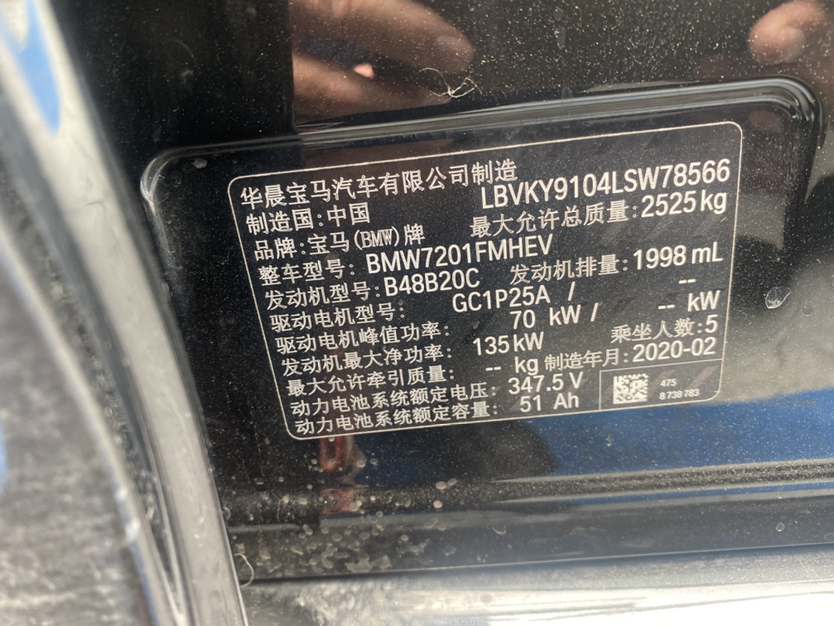 华晨宝马汽车有限公司制造 LBVKY9104LSW78566
制造国:中国 最大允许总质量:2525kg
品牌:宝马(BMW)牌
整车型号: BMW7201FMHEV
发动机型号: B48B20C 发动机排量:1998 mL
驱动电机型号: GC1P25A / --
驱动电机峰值功率: 70 kW / -- kW
发动机最大净功率: 135kW 乘坐人数:5
最大允许牵引质量: -- kg 制造年月:2020-02
动力电池系统额定电压: 347.5 V
动力电池系统额定容量: 51 Ah
475
8 738 783